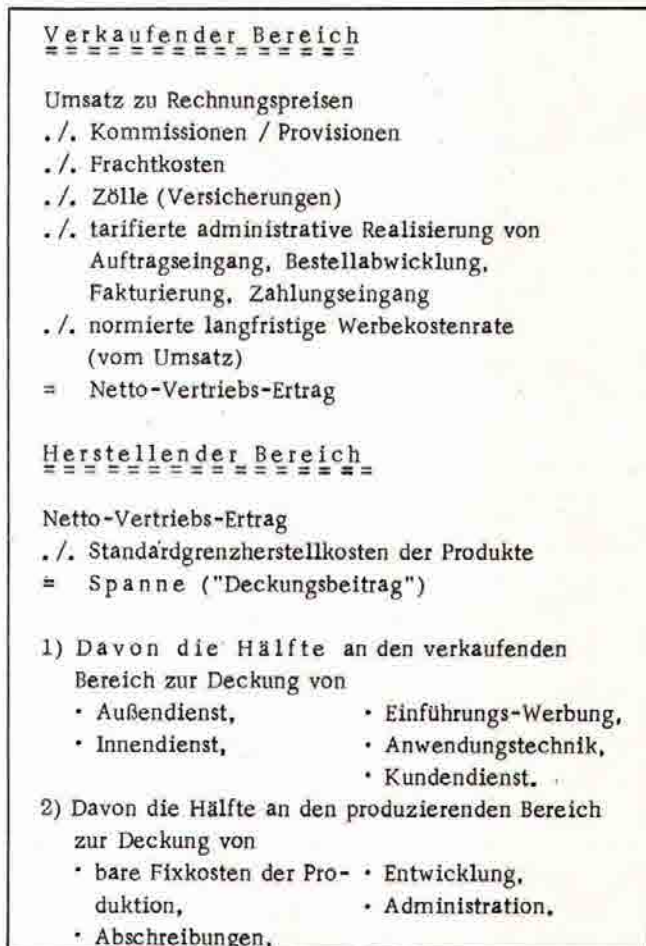 Verkaufender Bereich
Umsatz zu Rechnungspreisen
./. Kommissionen / Provisionen
./. Frachtkosten
./. Zölle (Versicherungen)
./. tarifierte administrative Realisierung von
Auftragseingang, Bestellabwicklung,
Fakturierung, Zahlungseingang
./. normierte langfristige Werbekostenrate
(vom Umsatz)
= Netto-Vertriebs-Ertrag
Herstellender Bereich
Netto-Vertriebs-Ertrag
./. Standardgrenzherstellkosten der Produkte
= Spanne ("Deckungsbeitrag")
1) Davon die Hälfte an den verkaufenden
Bereich zur Deckung von
· Außendienst, · Einführungs-Werbung,
· Innendienst, · Anwendungstechnik,
· Kundendienst.
2) Davon die Hälfte an den produzierenden Bereich
zur Deckung von
· bare Fixkosten der Pro- · Entwicklung,
duktion, · Administration,
· Abschreibungen,